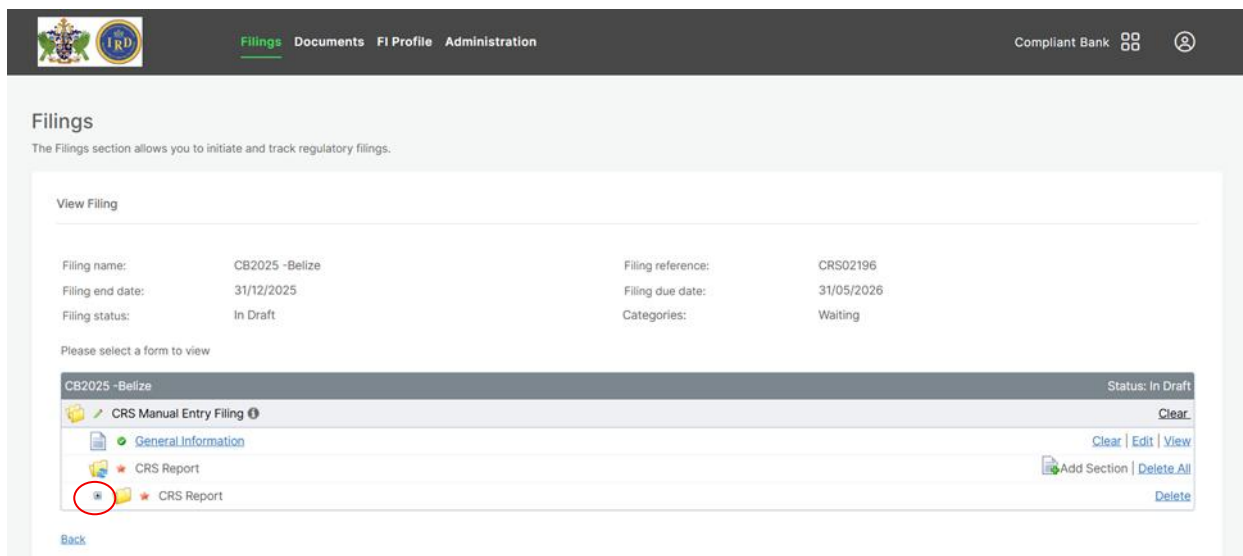 IRD
Filings Documents FI Profile Administration Compliant Bank
Filings
The Filings section allows you to initiate and track regulatory filings.
View Filing
Filing name: CB2025 -Belize Filing reference: CRS02196
Filing end date: 31/12/2025 Filing due date: 31/05/2026
Filing status: In Draft Categories: Waiting
Please select a form to view
CB2025 -Belize Status: In Draft
CRS Manual Entry Filing Clear
General Information Clear | Edit | View
CRS Report Add Section | Delete All
CRS Report Delete
Back